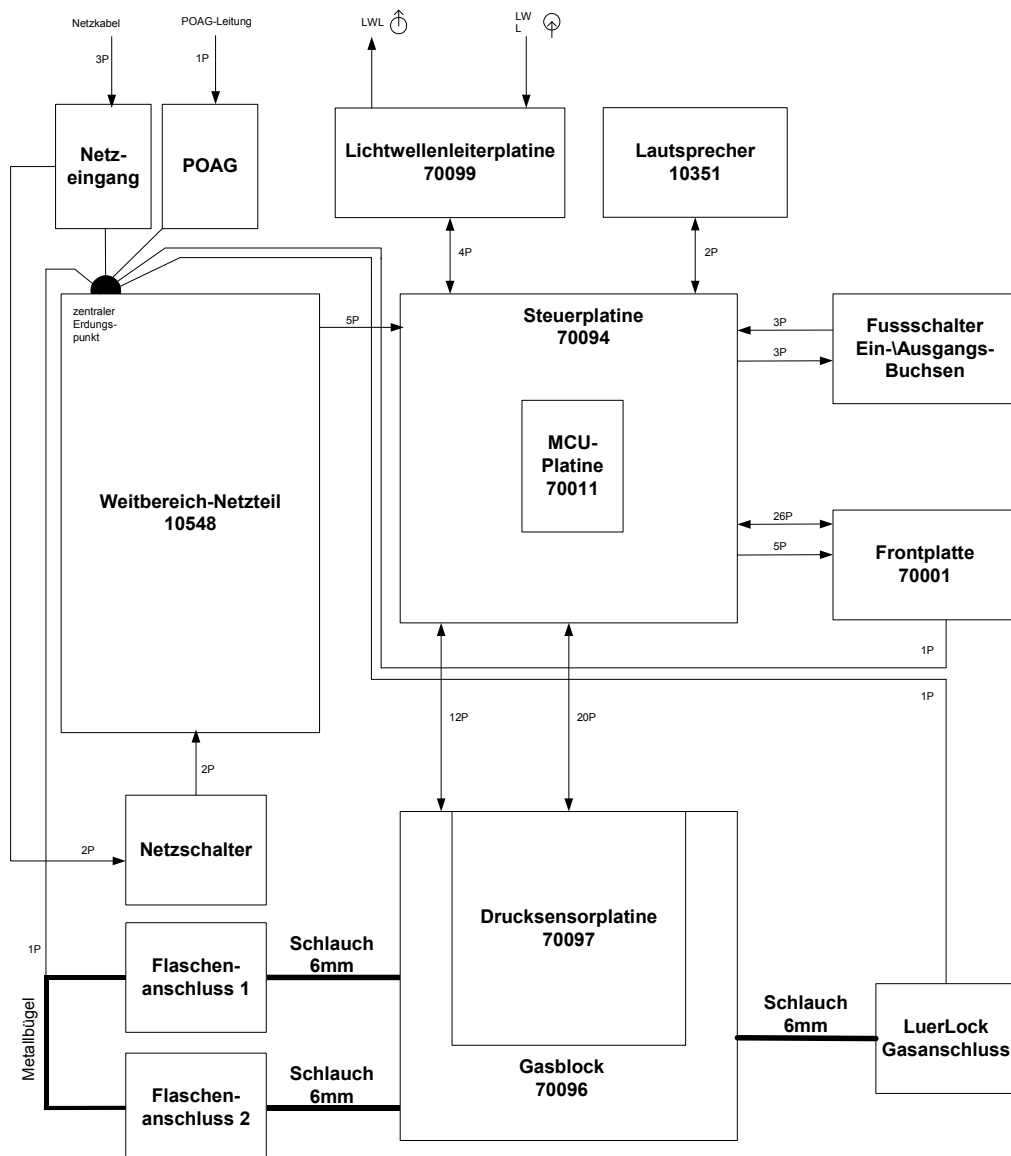 Netzkabel
POAG-Leitung
LWL
LW
L
3P
1P
Netz-
eingang
POAG
Lichtwellenleiterplatine
70099
Lautsprecher
10351
4P
2P
zentraler
Erdungs-
punkt
5P
Steuerplatine
70094
3P
3P
Fussschalter
Ein-\Ausgangs-
Buchsen
MCU-
Platine
70011
Weitbereich-Netzteil
10548
26P
5P
Frontplatte
70001
1P
1P
12P
20P
2P
Netzschalter
2P
Drucksensorplatine
70097
1P
Flaschen-
anschluss 1
Schlauch
6mm
Metallbügel
Schlauch
6mm
LuerLock
Gasanschluss
Gasblock
70096
Flaschen-
anschluss 2
Schlauch
6mm